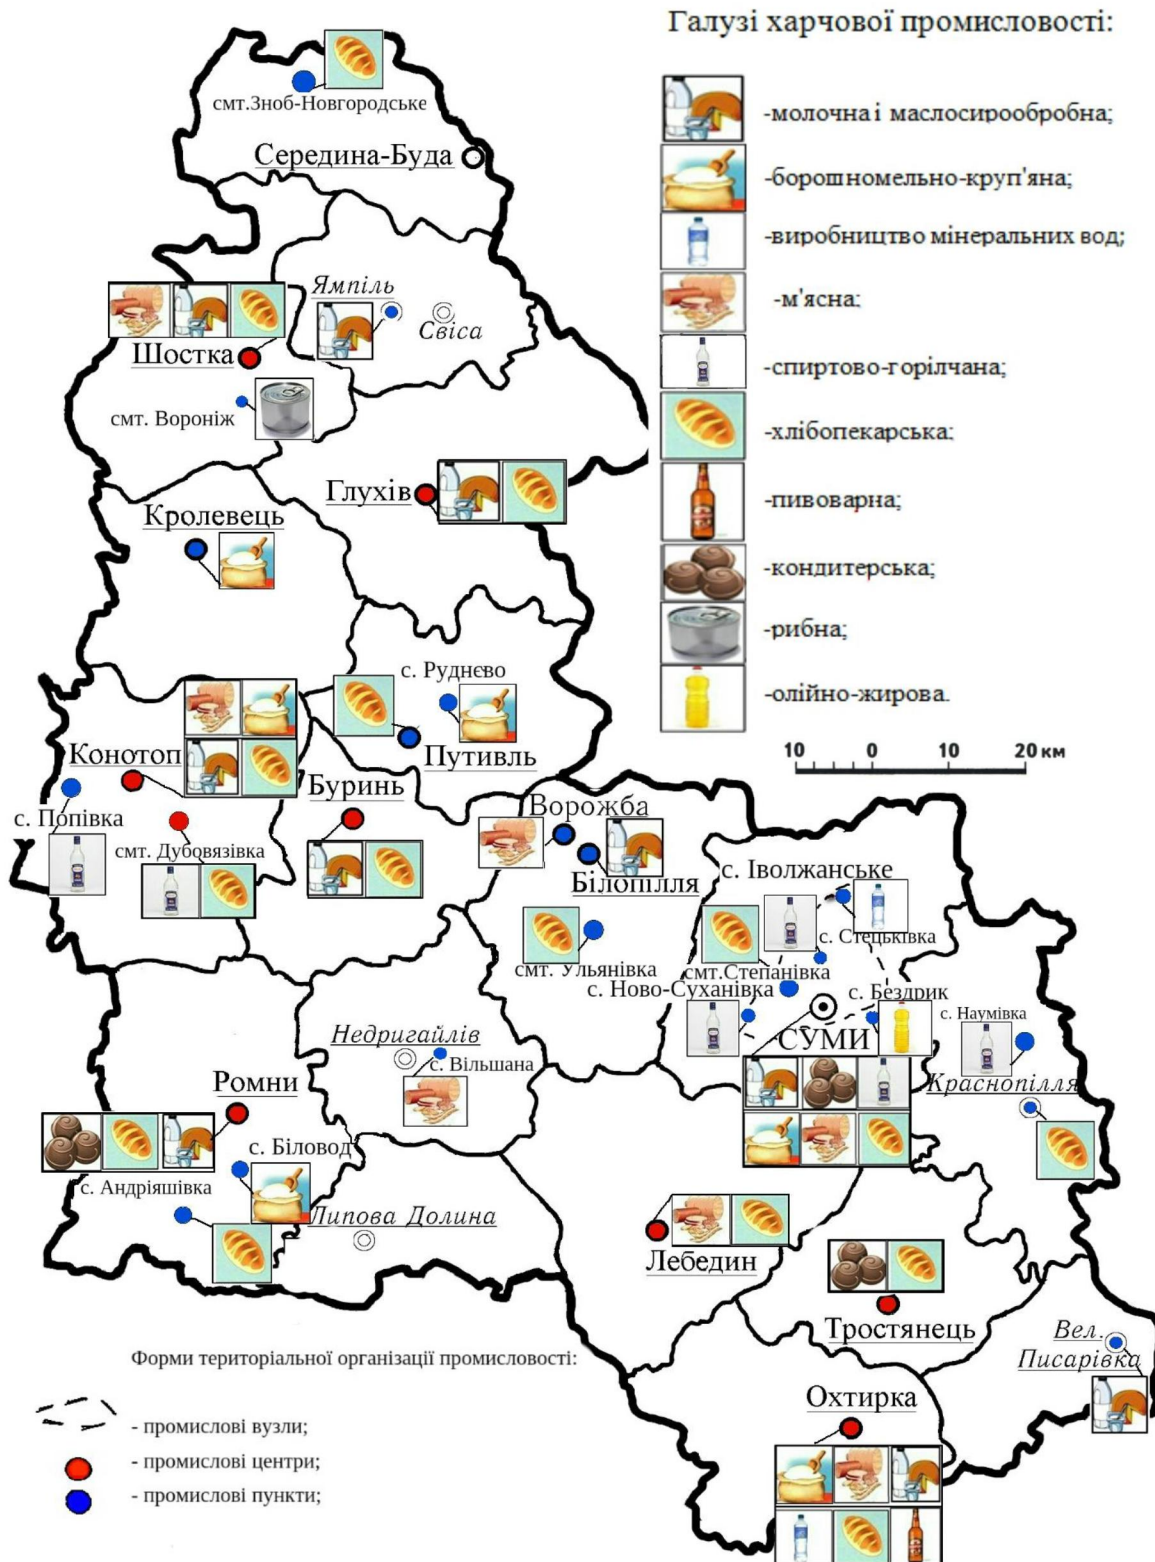 Галузі харчової промисловості:
-молочна і маслосирообробна;
-борошномельно-круп'яна;
-виробництво мінеральних вод;
-м'ясна;
-спиртово-горілчана;
-хлібопекарська;
-пивоварна;
-кондитерська;
-рибна;
-олійно-жирова.
10 0 10 20 км
смт.Зноб-Новгородське
Середина-Буда
Ямпіль
Свіса
Шостка
смт. Вороніж
Глухів
Кролевець
с. Руднєво
Путивль
Конотоп
Буринь
с. Попівка
смт. Дубовязівка
Ворожба
Білопілля
с. Іволжанське
с. Стецьківка
смт. Ульянівка
смт.Степанівка
с. Ново-Суханівка
с. Бездрик
с. Наумівка
СУМИ
Краснопілля
Недригайлів
с. Вільшана
Ромни
с. Біловод
с. Андріяшівка
Липова Долина
Лебедин
Тростянець
Вел.
Писарівка
Охтирка
Форми територіальної організації промисловості:
- промислові вузли;
- промислові центри;
- промислові пункти;